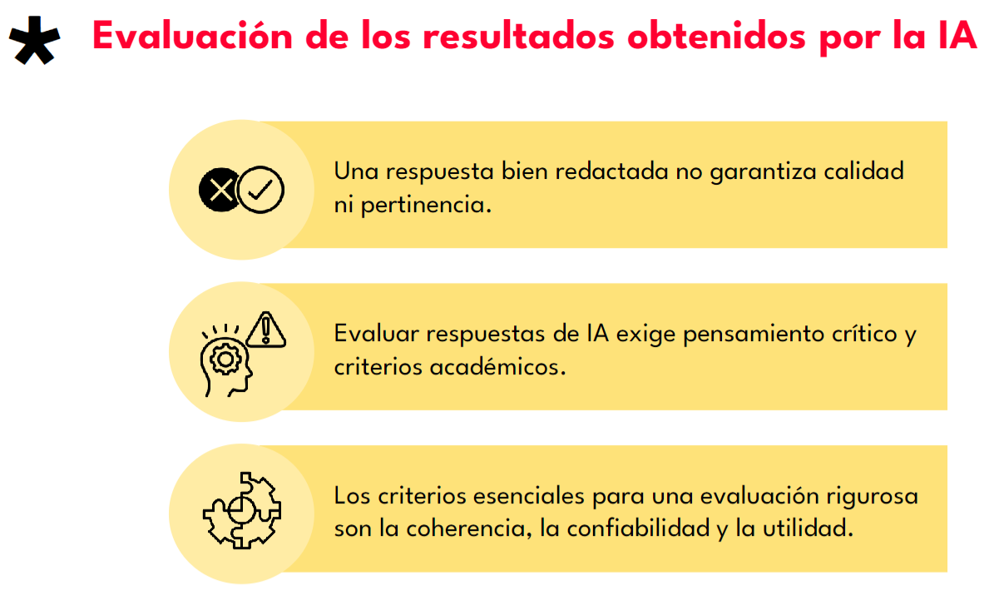 Evaluación de los resultados obtenidos por la IA
Una respuesta bien redactada no garantiza calidad
ni pertinencia.
Evaluar respuestas de IA exige pensamiento crítico y
criterios académicos.
Los criterios esenciales para una evaluación rigurosa
son la coherencia, la confiabilidad y la utilidad.